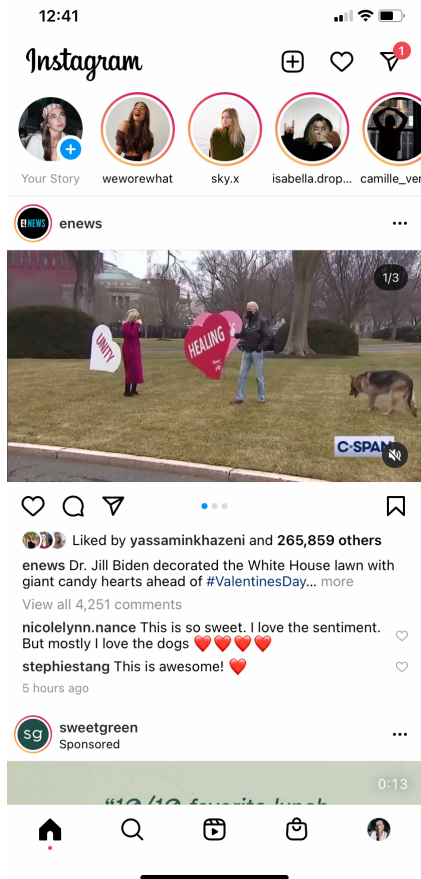 12:41
Instagram
1
Your Story
weworewhat
sky.x
isabella.drop...
camille_ver
E! NEWS
enews
1/3
UNITY
HEALING
C-SPAN
Liked by yassaminkhazeni and 265,859 others
enews Dr. Jill Biden decorated the White House lawn with
giant candy hearts ahead of #ValentinesDay... more
View all 4,251 comments
nicolelynn.nance This is so sweet. I love the sentiment.
But mostly I love the dogs ❤️❤️❤️❤️
stephiestang This is awesome! ❤️
5 hours ago
sg
sweetgreen
Sponsored
0:13
"10/10 favorite lunch